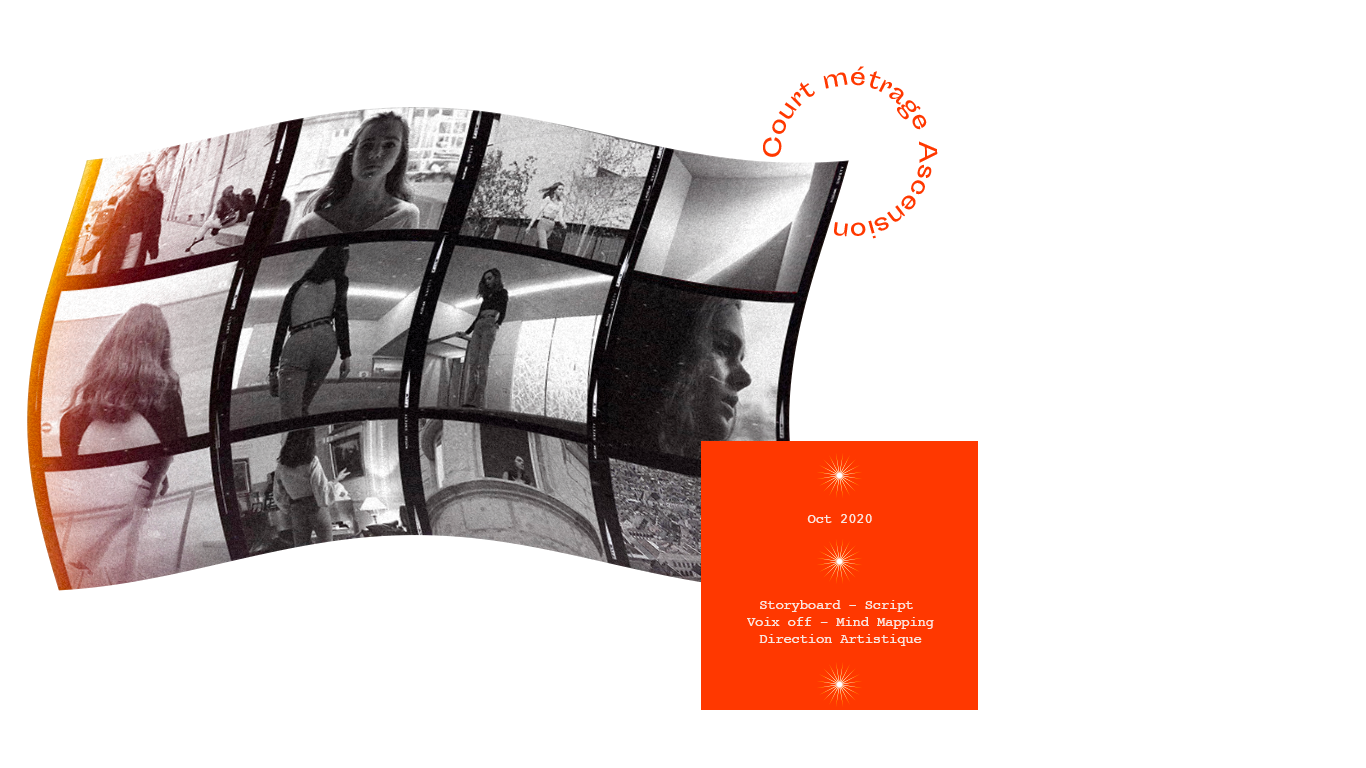 Court métrage Ascension
Oct 2020
Storyboard – Script
Voix off – Mind Mapping
Direction Artistique